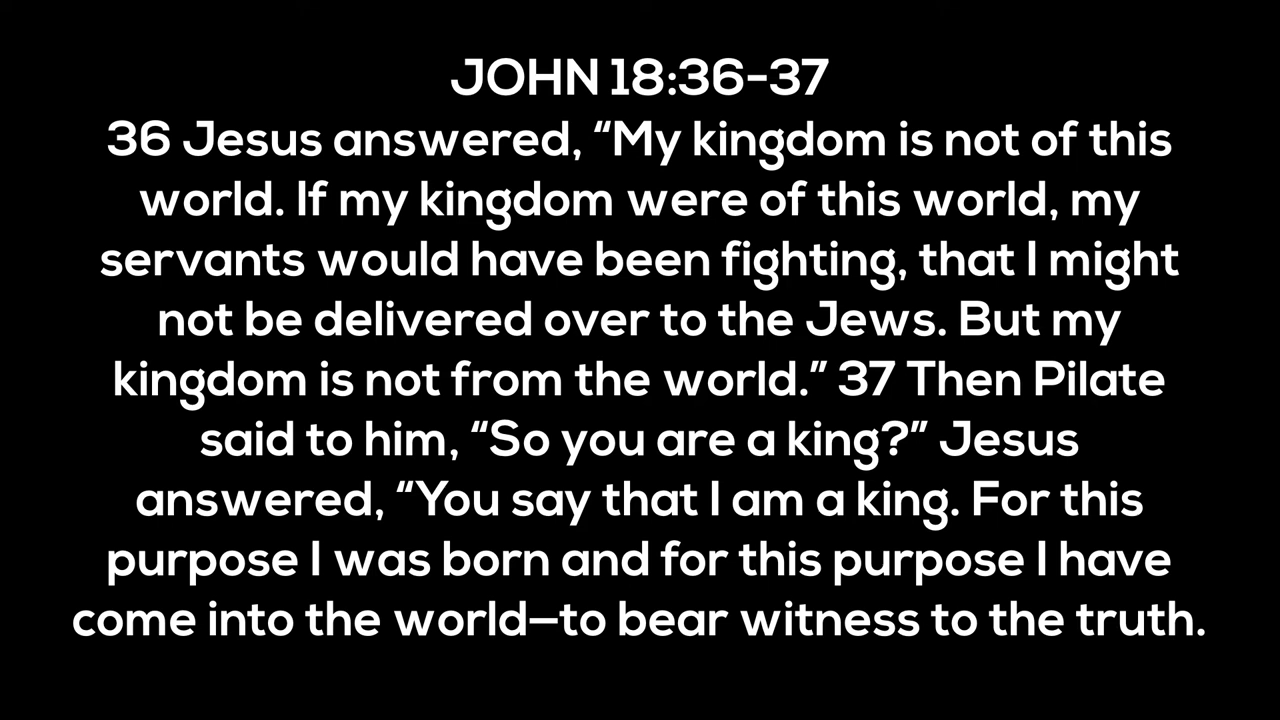 JOHN 18:36-37
36 Jesus answered, “My kingdom is not of this
world. If my kingdom were of this world, my
servants would have been fighting, that I might
not be delivered over to the Jews. But my
kingdom is not from the world.” 37 Then Pilate
said to him, “So you are a king?” Jesus
answered, “You say that I am a king. For this
purpose I was born and for this purpose I have
come into the world—to bear witness to the truth.